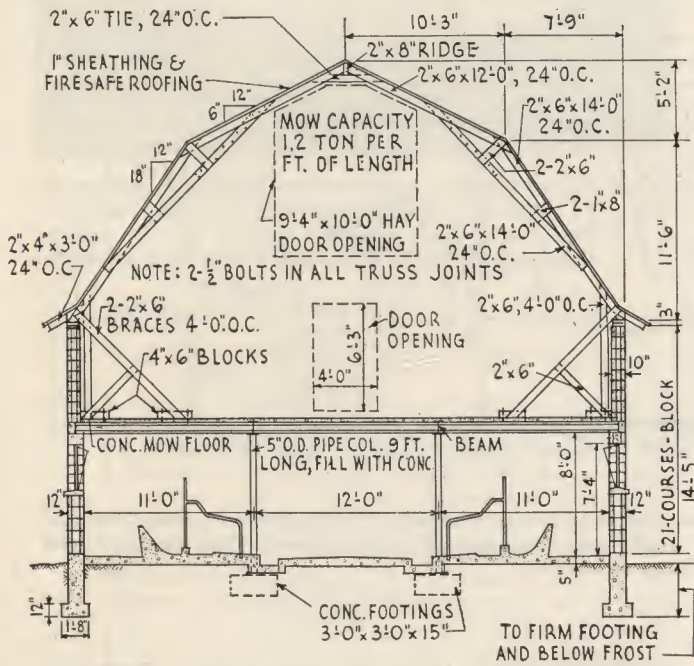 2"x 6" TIE, 24" O.C.
10'-3"
7'-9"
2"x 8" RIDGE
1" SHEATHING &
FIRESAFE ROOFING
2"x 6"x 12'-0", 24" O.C.
12"
6"
5'-2"
2"x 6"x 14'-0"
24" O.C.
MOW CAPACITY
1.2 TON PER
FT. OF LENGTH
12"
18"
2-2"x 6"
2-1"x 8"
9'-4"x 10'-0" HAY
DOOR OPENING
2"x 6"x 14'-0"
24" O.C.
11'-6"
2"x 4"x 3'-0"
24" O.C.
NOTE: 2-½" BOLTS IN ALL TRUSS JOINTS
2-2"x 6"
BRACES 4'-0" O.C.
2"x 6", 4'-0" O.C.
3"
DOOR
OPENING
6'-3"
4"x 6" BLOCKS
4'-0"
2"x 6"
10"
CONC. MOW FLOOR
5" O.D. PIPE COL. 9 FT.
LONG, FILL WITH CONC.
BEAM
8'-0"
7'-4"
21-COURSES-BLOCK
14'-5"
12"
11'-0"
12'-0"
11'-0"
12"
5"
12"
1'-8"
CONC. FOOTINGS
3'-0"x 3'-0"x 15"
TO FIRM FOOTING
AND BELOW FROST